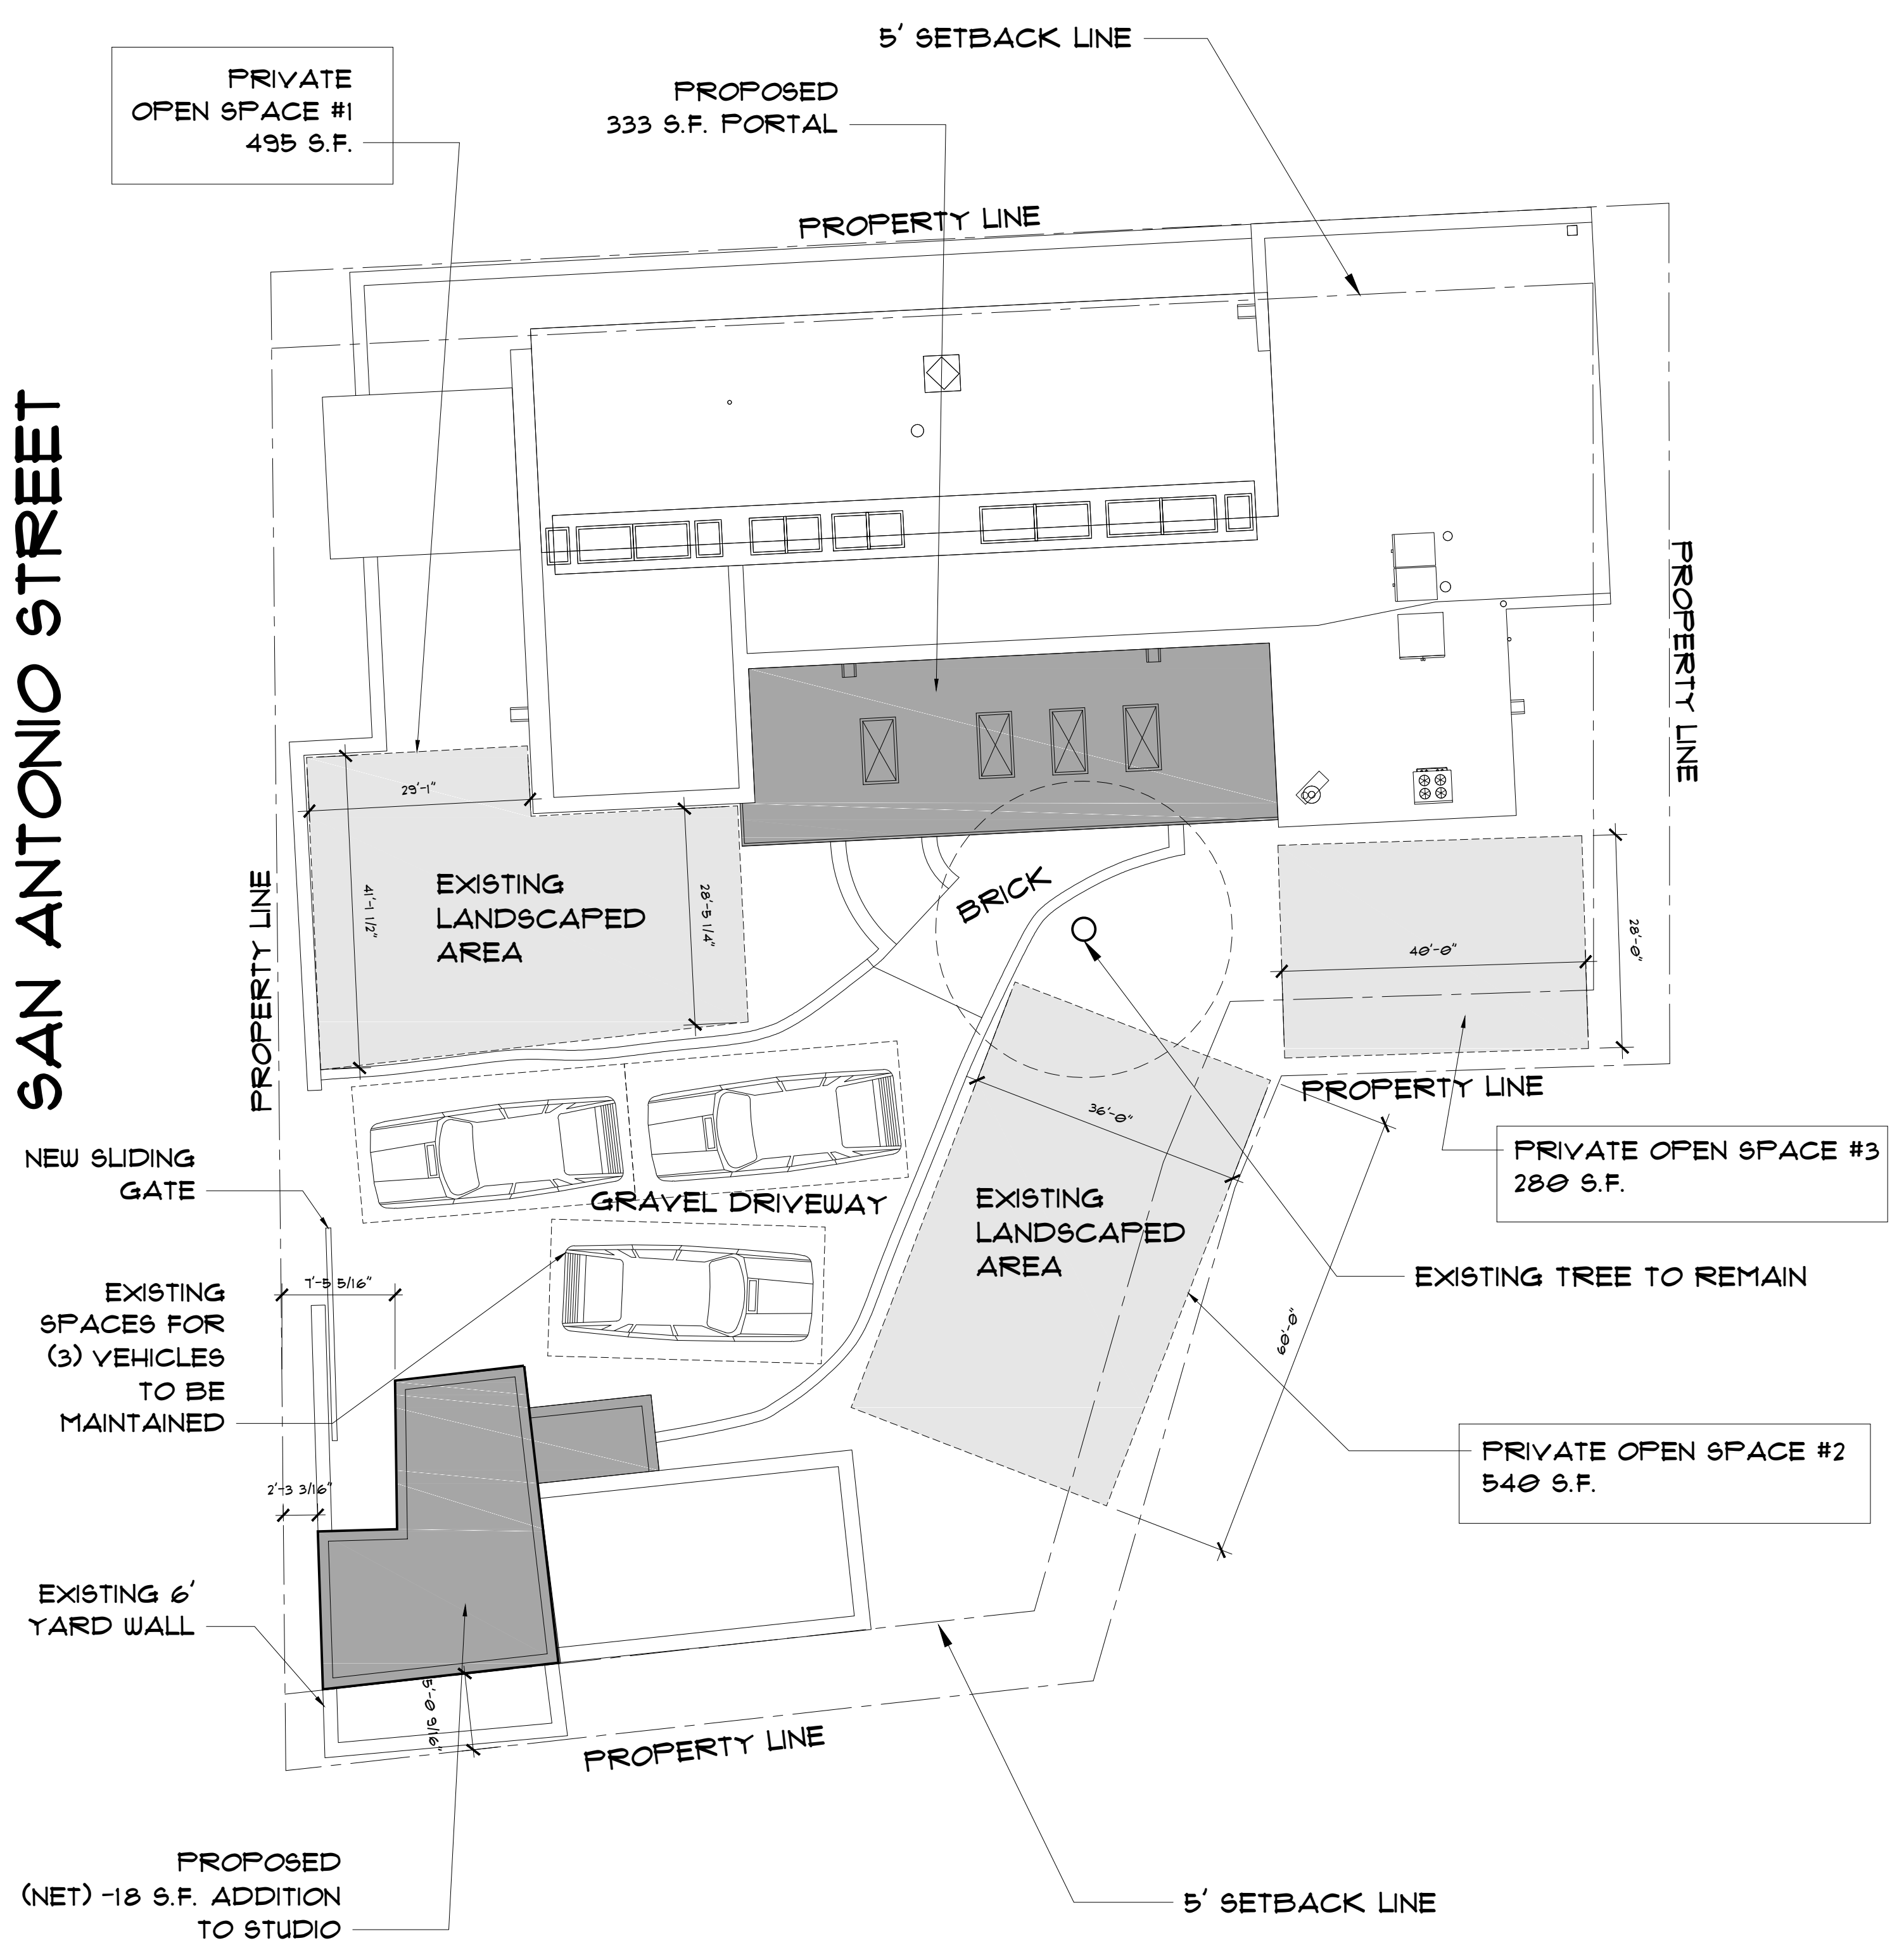 5' SETBACK LINE
PRIVATE
OPEN SPACE #1
495 S.F.
PROPOSED
333 S.F. PORTAL
PROPERTY LINE
SAN ANTONIO STREET
PROPERTY LINE
29'-1"
41'-1 1/2"
28'-5 1/4"
EXISTING
LANDSCAPED
AREA
BRICK
40'-0"
28'-0"
PROPERTY LINE
PROPERTY LINE
36'-0"
PRIVATE OPEN SPACE #3
280 S.F.
NEW SLIDING
GATE
GRAVEL DRIVEWAY
EXISTING
LANDSCAPED
AREA
EXISTING TREE TO REMAIN
7'-5 5/16"
EXISTING
SPACES FOR
(3) VEHICLES
TO BE
MAINTAINED
60'-0"
PRIVATE OPEN SPACE #2
540 S.F.
2'-3 3/16"
EXISTING 6'
YARD WALL
5'-0 9/16"
PROPERTY LINE
PROPOSED
(NET) -18 S.F. ADDITION
TO STUDIO
5' SETBACK LINE